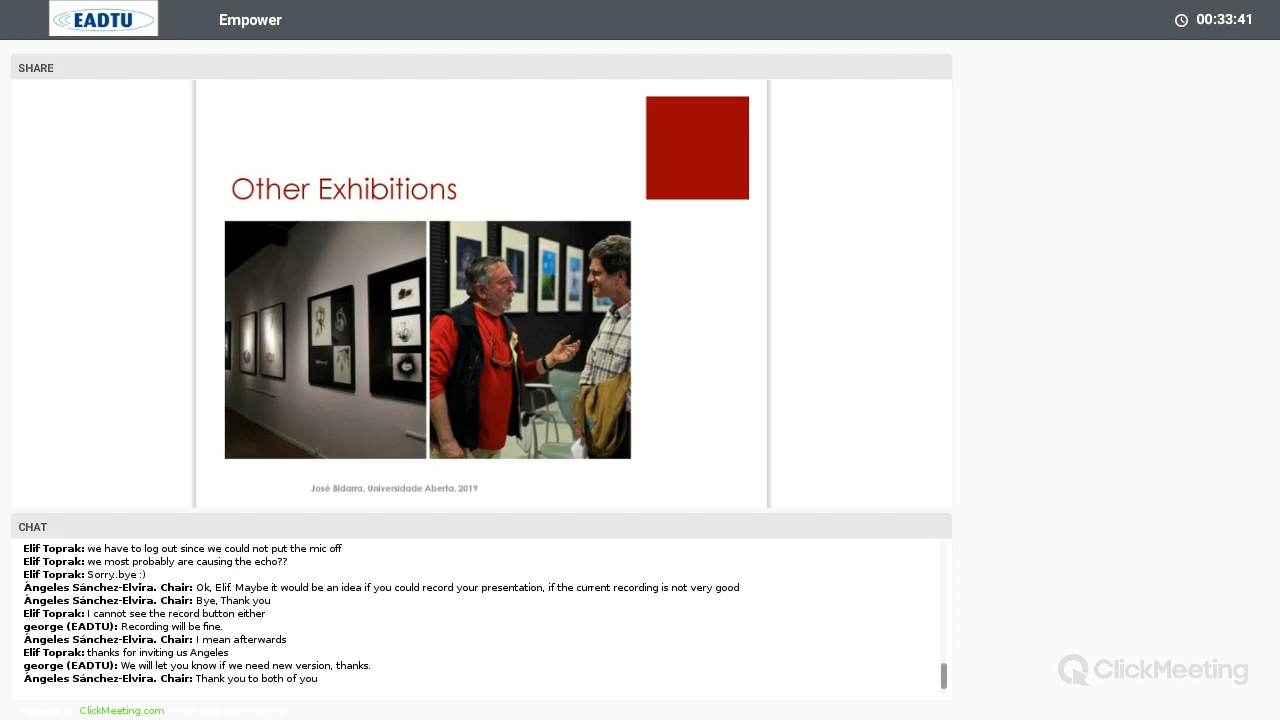 EADTU
Empower
00:33:41
SHARE
Other Exhibitions
José Bidarra, Universidade Aberta, 2019
CHAT
Elif Toprak: we have to log out since we could not put the mic off
Elif Toprak: we most probably are causing the echo??
Elif Toprak: Sorry..bye :)
Ángeles Sánchez-Elvira. Chair: Ok, Elif. Maybe it would be an idea if you could record your presentation, if the current recording is not very good
Ángeles Sánchez-Elvira. Chair: Bye, Thank you
Elif Toprak: I cannot see the record button either
george (EADTU): Recording will be fine.
Ángeles Sánchez-Elvira. Chair: I mean afterwards
Elif Toprak: thanks for inviting us Angeles
george (EADTU): We will let you know if we need new version, thanks.
Ángeles Sánchez-Elvira. Chair: Thank you to both of you
ClickMeeting
ClickMeeting.com